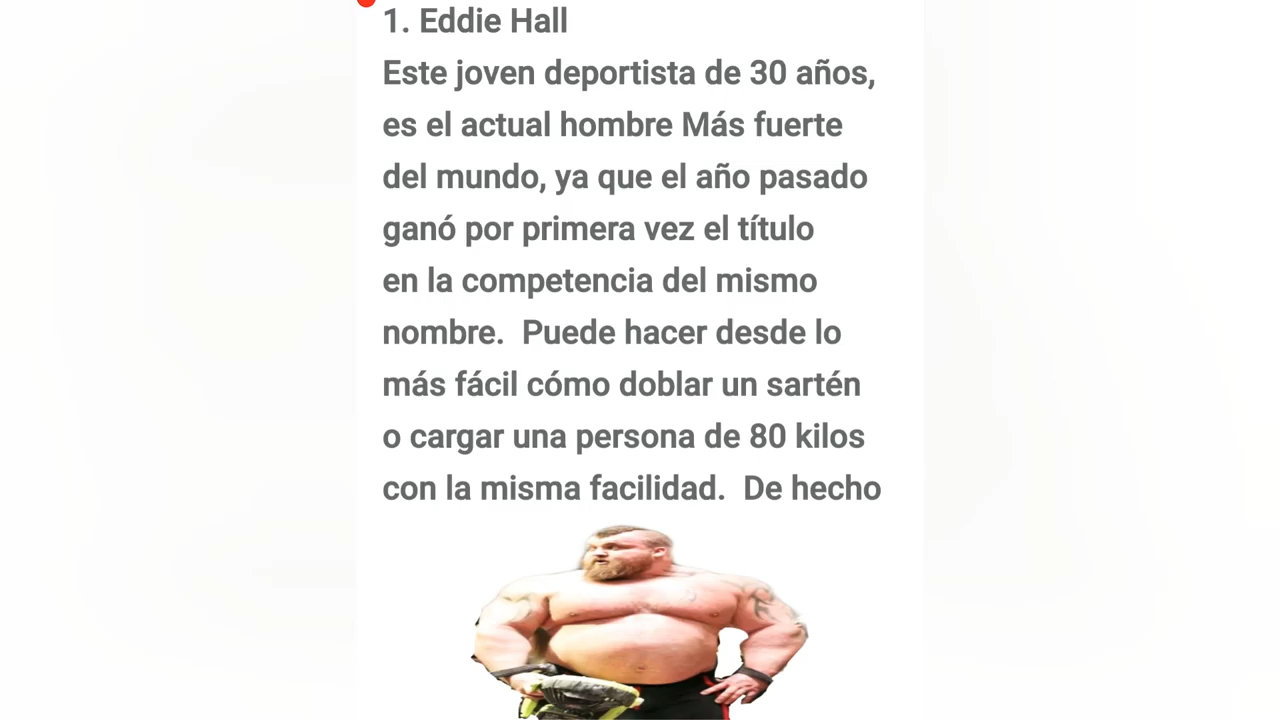 1. Eddie Hall
Este joven deportista de 30 años,
es el actual hombre Más fuerte
del mundo, ya que el año pasado
ganó por primera vez el título
en la competencia del mismo
nombre.  Puede hacer desde lo
más fácil cómo doblar un sartén
o cargar una persona de 80 kilos
con la misma facilidad.  De hecho